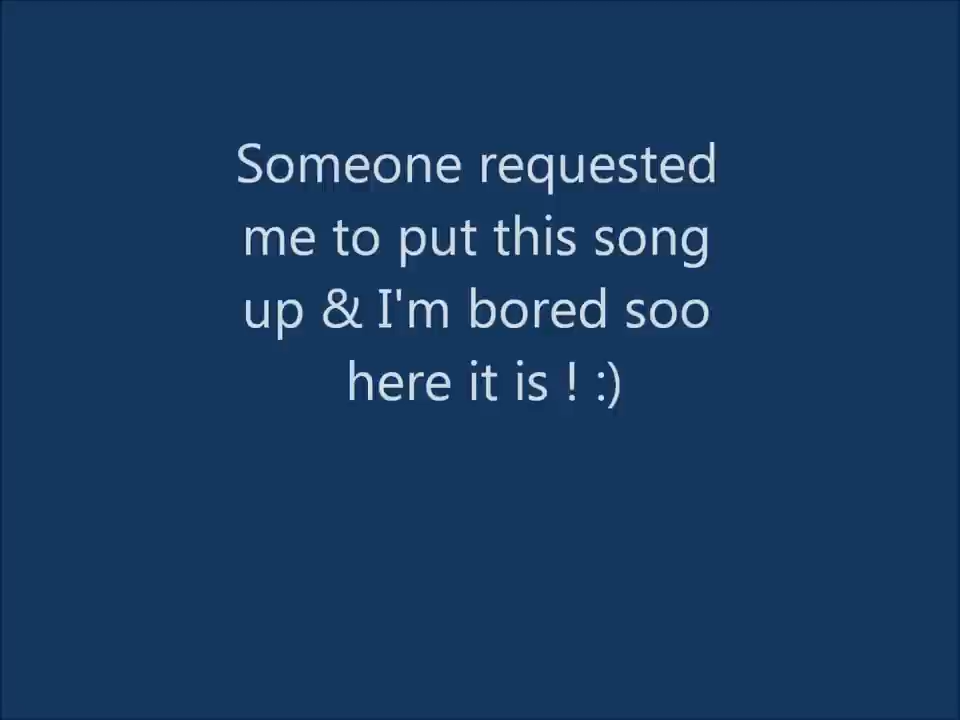 Someone requested
me to put this song
up & I'm bored soo
here it is ! :)